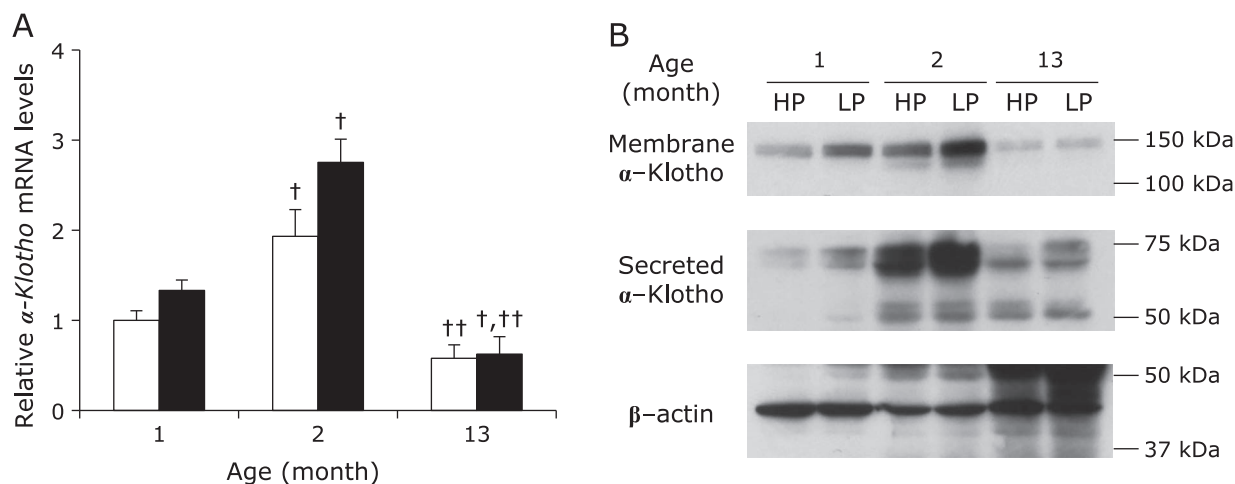 A
Relative α-Klotho mRNA levels
4
3
2
1
0
†
†
††
†,††
1
2
13
Age (month)
B
Age
(month)
1
2
13
HP
LP
HP
LP
HP
LP
Membrane
α–Klotho
150 kDa
100 kDa
Secreted
α–Klotho
75 kDa
50 kDa
β–actin
50 kDa
37 kDa